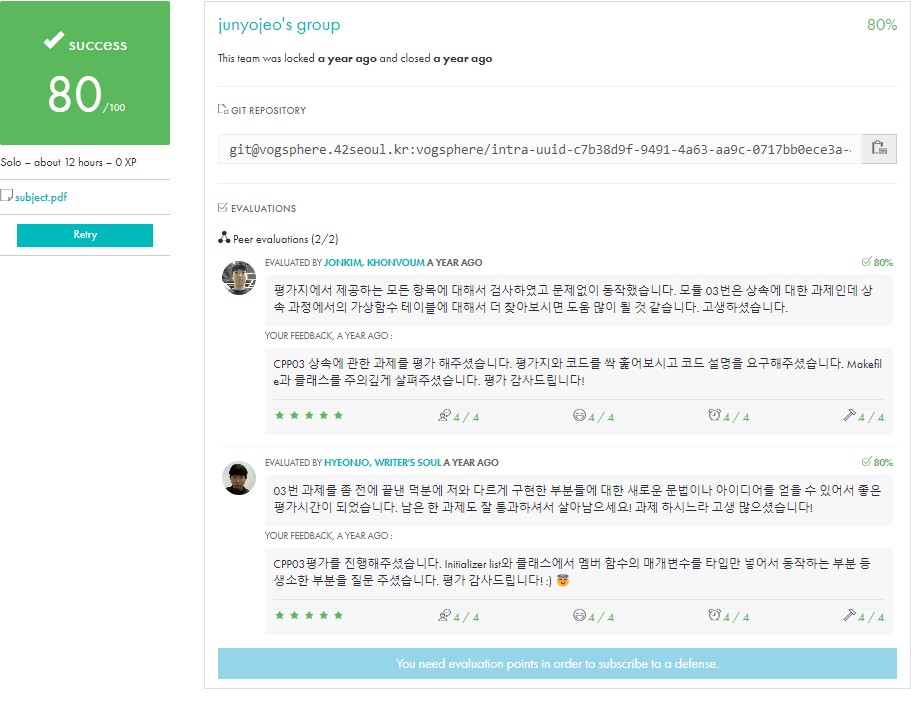 success
80/100
Solo – about 12 hours – 0 XP
subject.pdf
Retry
junyojeo's group
80%
This team was locked a year ago and closed a year ago
GIT REPOSITORY
git@vogsphere.42seoul.kr:vogsphere/intra-uuid-c7b38d9f-9491-4a63-aa9c-0717bb0ece3a-
EVALUATIONS
Peer evaluations (2/2)
EVALUATED BY JONKIM, KHONVOUM A YEAR AGO
80%
평가지에서 제공하는 모든 항목에 대해서 검사하였고 문제없이 동작했습니다. 모듈 03번은 상속에 대한 과제인데 상
속 과정에서의 가상함수 테이블에 대해서 더 찾아보시면 도움 많이 될 것 같습니다. 고생하셨습니다.
YOUR FEEDBACK, A YEAR AGO :
CPP03 상속에 관한 과제를 평가 해주셨습니다. 평가지와 코드를 싹 훑어보시고 코드 설명을 요구해주셨습니다. Makefil
e과 클래스를 주의깊게 살펴주셨습니다. 평가 감사드립니다!
★ ★ ★ ★ ★ 4 / 4 4 / 4 4 / 4 4 / 4
EVALUATED BY HYEONJO, WRITER'S SOUL A YEAR AGO
80%
03번 과제를 좀 전에 끝낸 덕분에 저와 다르게 구현한 부분들에 대한 새로운 문법이나 아이디어를 얻을 수 있어서 좋은
평가시간이 되었습니다. 남은 한 과제도 잘 통과하셔서 살아남으세요! 과제 하시느라 고생 많으셨습니다!
YOUR FEEDBACK, A YEAR AGO :
CPP03평가를 진행해주셨습니다. Initializer list와 클래스에서 멤버 함수의 매개변수를 타입만 넣어서 동작하는 부분 등
생소한 부분을 질문 주셨습니다. 평가 감사드립니다! :) 😇
★ ★ ★ ★ ★ 4 / 4 4 / 4 4 / 4 4 / 4
You need evaluation points in order to subscribe to a defense.